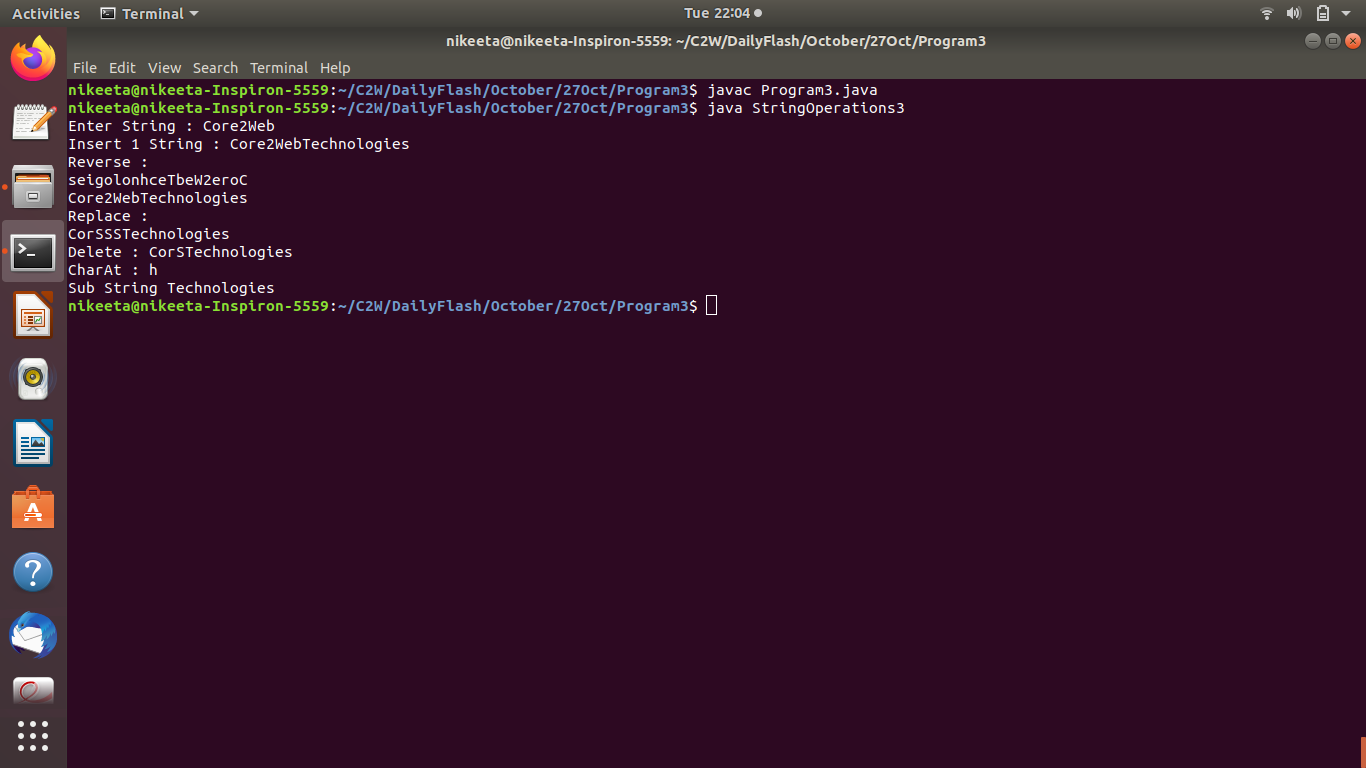 Activities Terminal Tue 22:04
nikeeta@nikeeta-Inspiron-5559: ~/C2W/DailyFlash/October/27Oct/Program3
File Edit View Search Terminal Help
nikeeta@nikeeta-Inspiron-5559:~/C2W/DailyFlash/October/27Oct/Program3$ javac Program3.java
nikeeta@nikeeta-Inspiron-5559:~/C2W/DailyFlash/October/27Oct/Program3$ java StringOperations3
Enter String : Core2Web
Insert 1 String : Core2WebTechnologies
Reverse :
seigolonhceTbeW2eroC
Core2WebTechnologies
Replace :
CorSSSTechnologies
Delete : CorSTechnologies
CharAt : h
Sub String Technologies
nikeeta@nikeeta-Inspiron-5559:~/C2W/DailyFlash/October/27Oct/Program3$